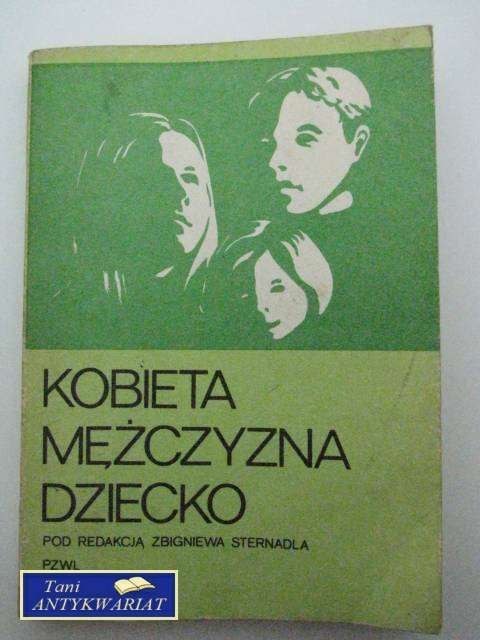 KOBIETA
MĘŻCZYZNA
DZIECKO
POD REDAKCJĄ ZBIGNIEWA STERNADLA
PZWL
Tani
ANTYKWARIAT